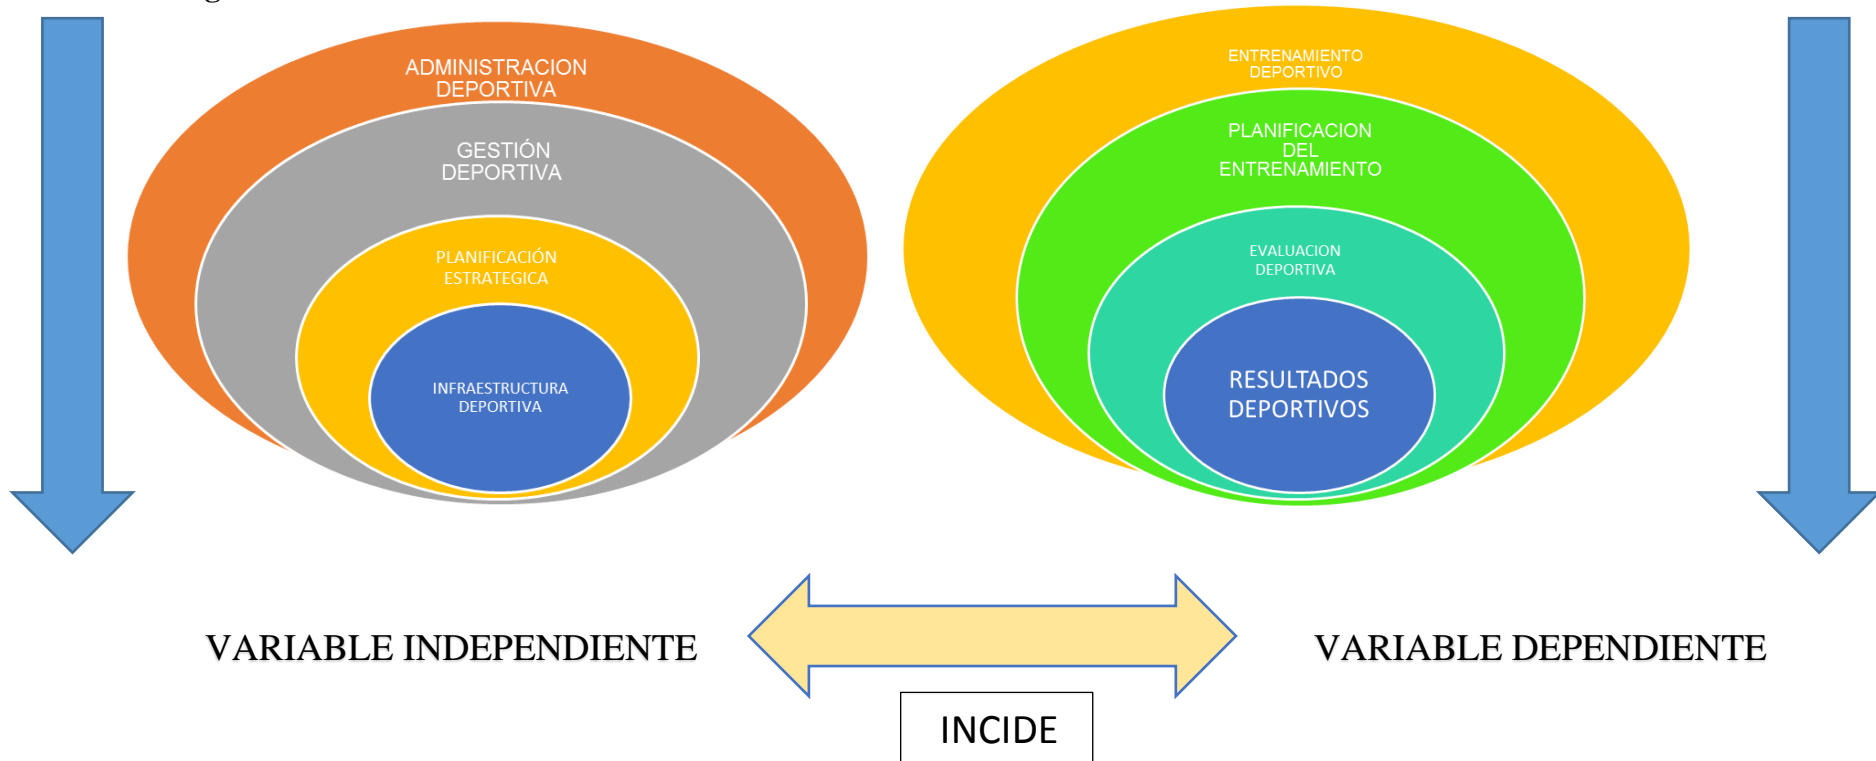 ADMINISTRACION
DEPORTIVA
GESTIÓN
DEPORTIVA
PLANIFICACIÓN
ESTRATEGICA
INFRAESTRUCTURA
DEPORTIVA
ENTRENAMIENTO
DEPORTIVO
PLANIFICACION
DEL
ENTRENAMIENTO
EVALUACION
DEPORTIVA
RESULTADOS
DEPORTIVOS
VARIABLE INDEPENDIENTE
VARIABLE DEPENDIENTE
INCIDE